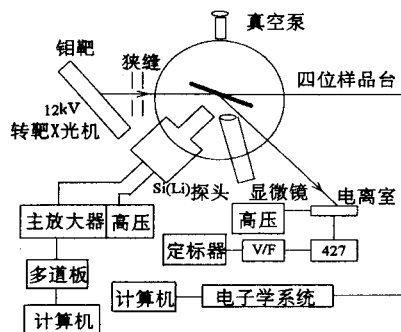 真空泵
钼靶
狭缝
四位样品台
12kV
转靶X光机
Si(Li)探头
显微镜
电离室
主放大器
高压
高压
定标器
V/F
427
多道板
计算机
计算机
电子学系统